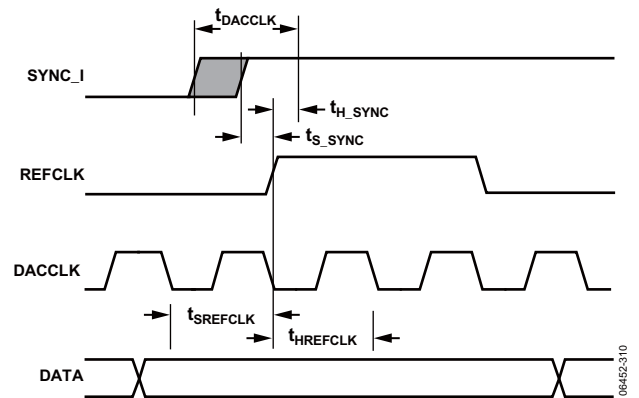 tDACCLK
SYNC_I
tH_SYNC
tS_SYNC
REFCLK
DACCLK
tSREFCLK
tHREFCLK
DATA
06452-310